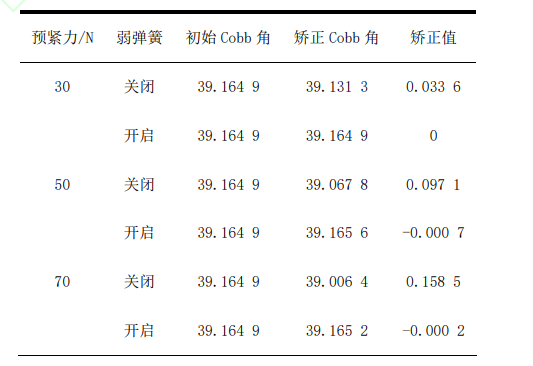 预紧力/N 弱弹簧 初始 Cobb 角 矫正 Cobb 角 矫正值
30 关闭 39.164 9 39.131 3 0.033 6
开启 39.164 9 39.164 9 0
50 关闭 39.164 9 39.067 8 0.097 1
开启 39.164 9 39.165 6 -0.000 7
70 关闭 39.164 9 39.006 4 0.158 5
开启 39.164 9 39.165 2 -0.000 2